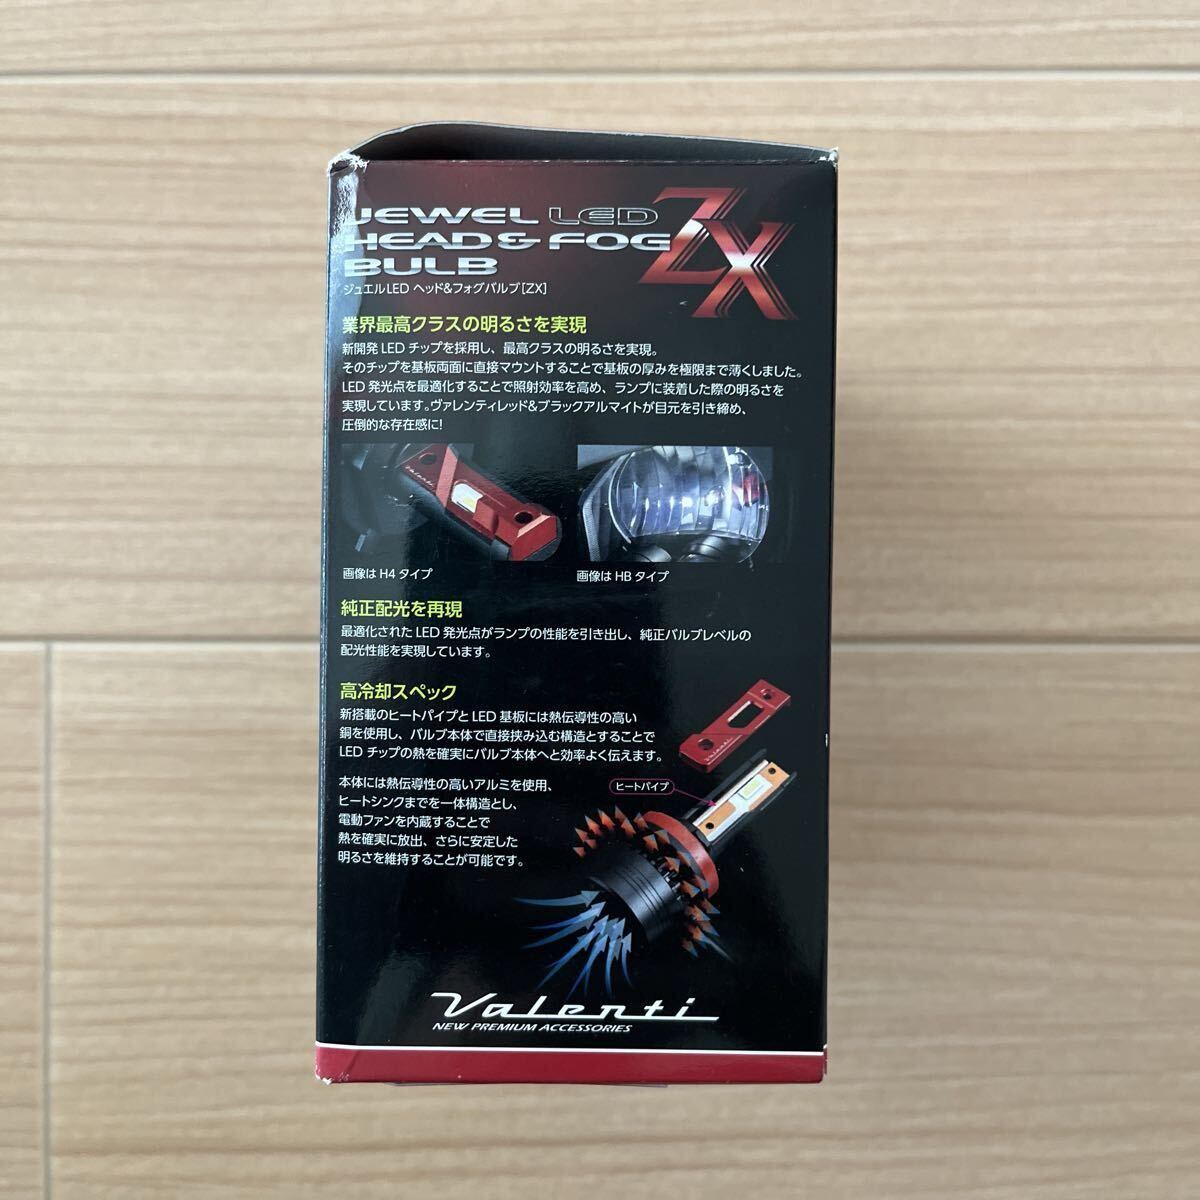 JEWEL LED
HEAD & FOG
BULB
ZX
ジュエルLED ヘッド&フォグバルブ[ZX]
業界最高クラスの明るさを実現
新開発 LED チップを採用し、最高クラスの明るさを実現。
そのチップを基板両面に直接マウントすることで基板の厚みを極限まで薄くしました。
LED 発光点を最適化することで照射効率を高め、ランプに装着した際の明るさを
実現しています。ヴァレンティレッド&ブラックアルマイトが目元を引き締め、
圧倒的な存在感に!
Valenti
画像は H4 タイプ
画像は HB タイプ
純正配光を再現
最適化された LED 発光点がランプの性能を引き出し、純正バルブレベルの
配光性能を実現しています。
高冷却スペック
新搭載のヒートパイプと LED 基板には熱伝導性の高い
銅を使用し、バルブ本体で直接挟み込む構造とすることで
LED チップの熱を確実にバルブ本体へと効率よく伝えます。
Valenti
ヒートパイプ
本体には熱伝導性の高いアルミを使用、
ヒートシンクまでを一体構造とし、
電動ファンを内蔵することで
熱を確実に放出、さらに安定した
明るさを維持することが可能です。
Valenti
NEW PREMIUM ACCESSORIES